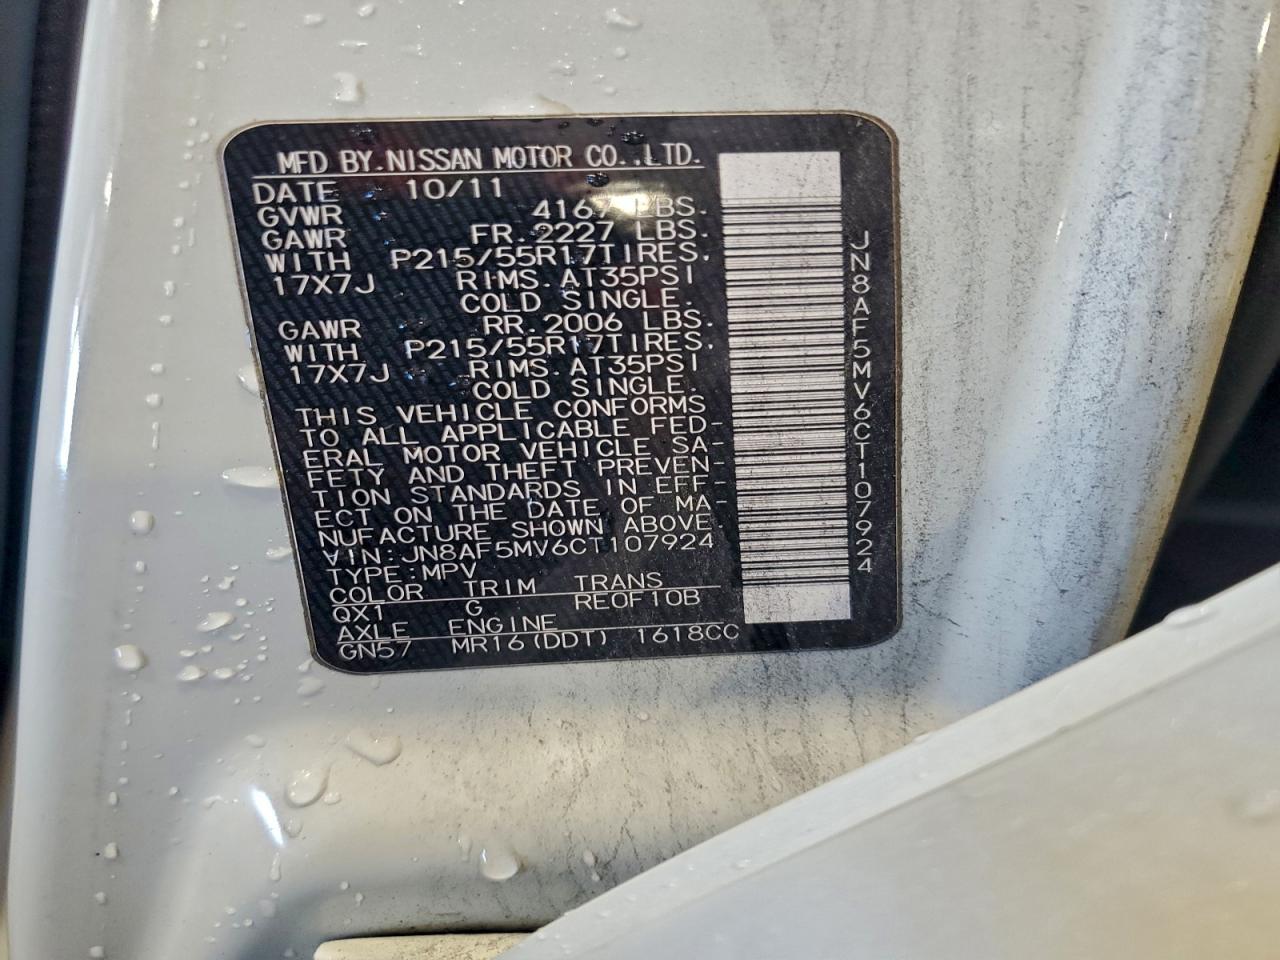 MFD BY.NISSAN MOTOR CO.,LTD.
DATE 10/11
GVWR 4167 LBS.
GAWR FR.2227 LBS.
WITH P215/55R17TIRES.
17X7J RIMS.AT35PSI
COLD SINGLE.
GAWR RR.2006 LBS.
WITH P215/55R17TIRES.
17X7J RIMS.AT35PSI
COLD SINGLE.
THIS VEHICLE CONFORMS
TO ALL APPLICABLE FED-
ERAL MOTOR VEHICLE SA-
FETY AND THEFT PREVEN-
TION STANDARDS IN EFF-
ECT ON THE DATE OF MA-
NUFACTURE SHOWN ABOVE.
VIN:JN8AF5MV6CT107924
TYPE:MPV
COLOR TRIM TRANS
QX1 G RE0F10B
AXLE ENGINE
GN57 MR16(DDT) 1618CC
JN8AF5MV6CT107924